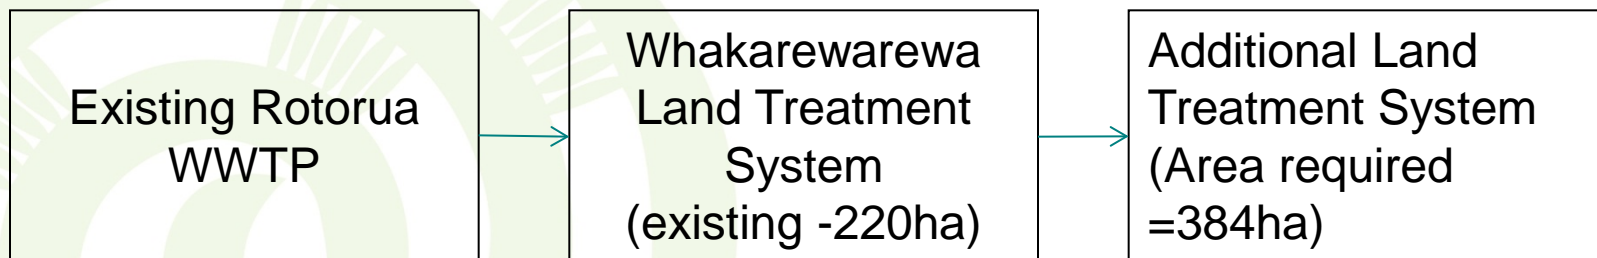 Existing Rotorua
WWTP
Whakarewarewa
Land Treatment
System
(existing -220ha)
Additional Land
Treatment System
(Area required
=384ha)